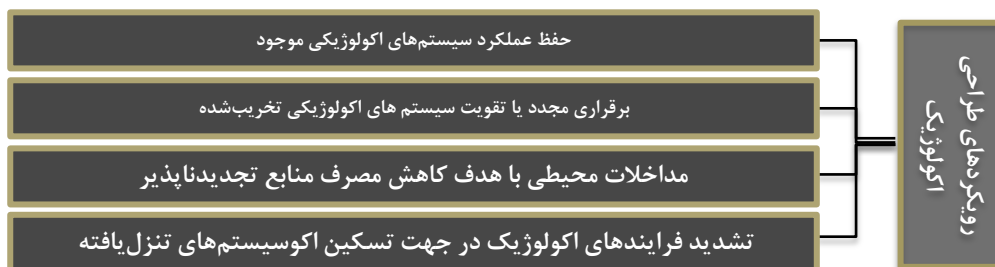 رویکردهای طراحی
اکولوژیک
حفظ عملکرد سیستم‌های اکولوژیکی موجود
برقراری مجدد یا تقویت سیستم های اکولوژیکی تخریب‌شده
مداخلات محیطی با هدف کاهش مصرف منابع تجدیدناپذیر
تشدید فرایندهای اکولوژیک در جهت تسکین اکوسیستم‌های تنزل‌یافته